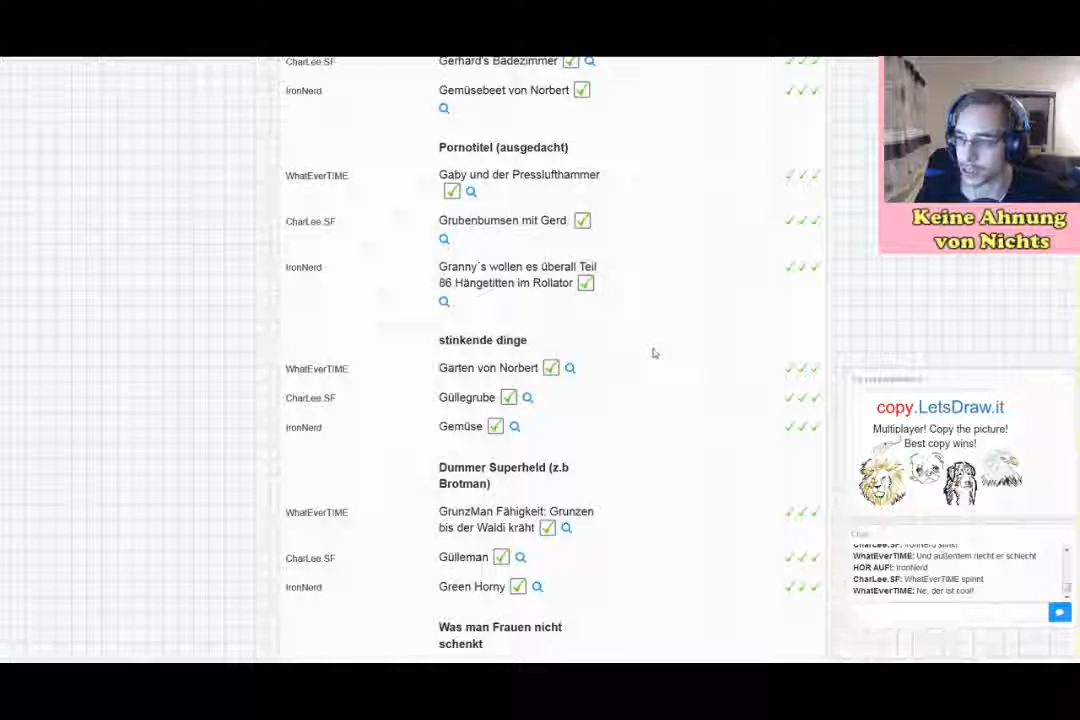 CharLee.SF
Gerhard's Badezimmer
IronNerd
Gemüsebeet von Norbert
Pornotitel (ausgedacht)
WhatEverTIME
Gaby und der Presslufthammer
CharLee.SF
Grubenbumsen mit Gerd.
IronNerd
Granny´s wollen es überall Teil
86 Hängetitten im Rollator
stinkende dinge
WhatEverTIME
Garten von Norbert
CharLee.SF
Güllegrube
IronNerd
Gemüse
Dummer Superheld (z.b
Brotman)
WhatEverTIME
GrunzMan Fähigkeit: Grunzen
bis der Waldi kräht
CharLee.SF
Gülleman
IronNerd
Green Horny
Was man Frauen nicht
schenkt
Keine Ahnung
von Nichts
copy.LetsDraw.it
Multiplayer! Copy the picture!
Best copy wins!
Chat
CharLee.SF: IronNerd stinkt
WhatEverTIME: Und außerdem riecht er schlecht
HÖR AUF!: IronNerd
CharLee.SF: WhatEverTIME spinnt
WhatEverTIME: Ne, der ist cool!